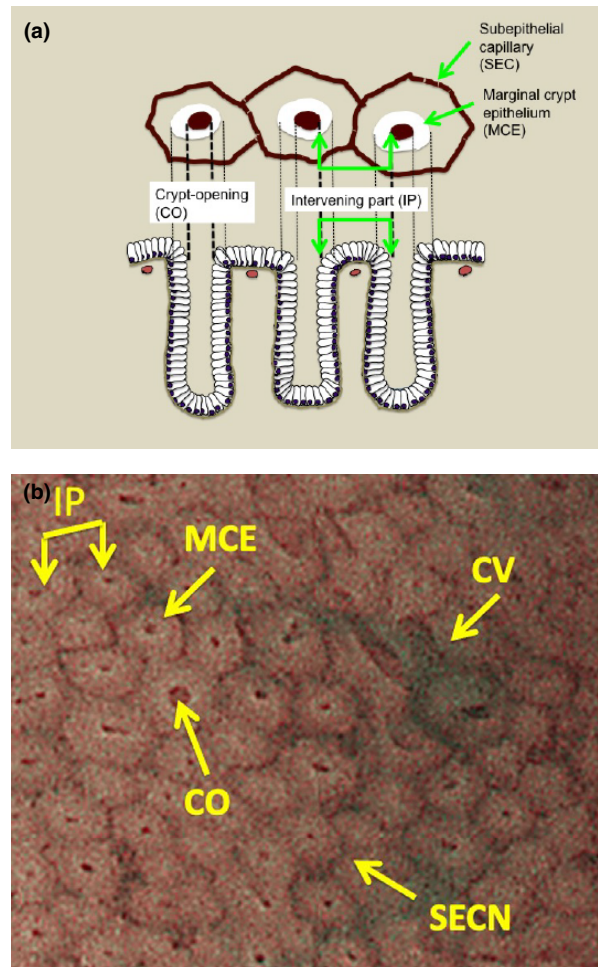 (a)
Subepithelial
capillary
(SEC)
Marginal crypt
epithelium
(MCE)
Crypt-opening
(CO)
Intervening part (IP)
(b)
IP
MCE
CV
CO
SECN